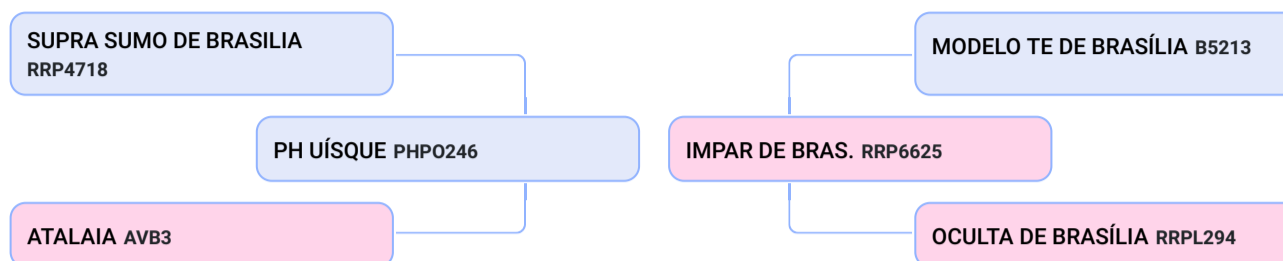 SUPRA SUMO DE BRASILIA
RRP4718
MODELO TE DE BRASÍLIA B5213
PH UÍSQUE PHPO246
IMPAR DE BRAS. RRP6625
ATALAIA AVB3
OCULTA DE BRASÍLIA RRPL294